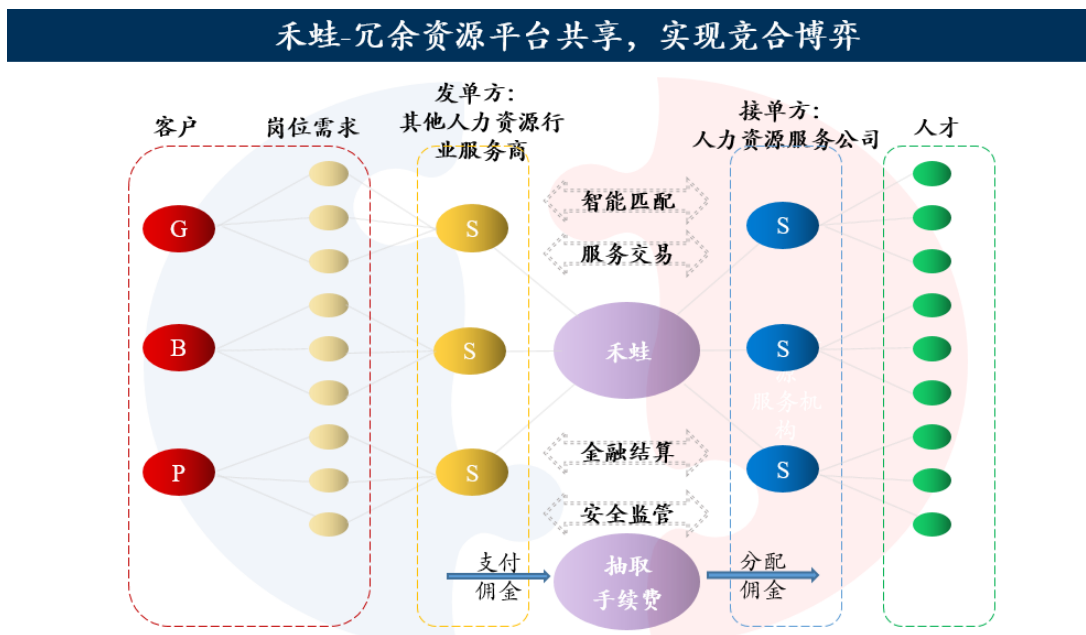 禾蛙-冗余资源平台共享，实现竞合博弈
客户
岗位需求
发单方：
其他人力资源行
业服务商
接单方：
人力资源服务公司
人才
智能匹配
服务交易
金融结算
安全监管
G
B
P
S
S
S
禾蛙
S
S
源
服务机
构
S
支付
佣金
抽取
手续费
分配
佣金